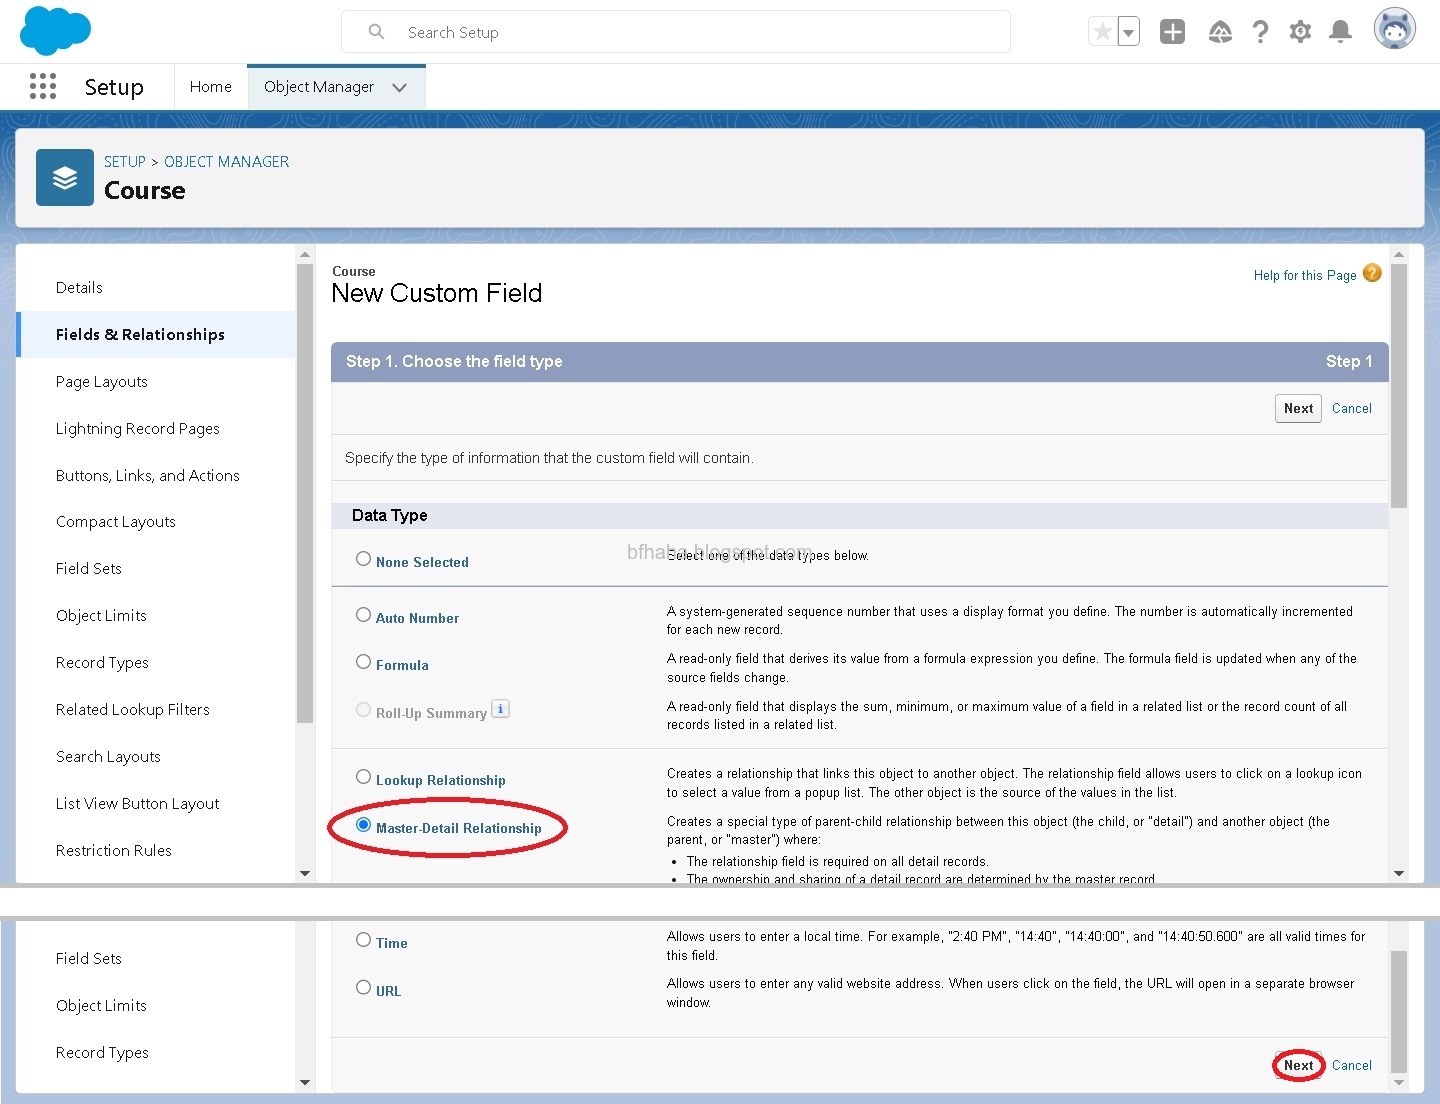 Search Setup
Setup
Home
Object Manager
SETUP > OBJECT MANAGER
Course
Details
Fields & Relationships
Page Layouts
Lightning Record Pages
Buttons, Links, and Actions
Compact Layouts
Field Sets
Object Limits
Record Types
Related Lookup Filters
Search Layouts
List View Button Layout
Restriction Rules
Course
New Custom Field
Help for this Page ?
Step 1. Choose the field type
Step 1
Next Cancel
Specify the type of information that the custom field will contain.
Data Type
None Selected
Select one of the data types below.
bfhaba.blogspot.com
Auto Number
A system-generated sequence number that uses a display format you define. The number is automatically incremented
for each new record.
Formula
A read-only field that derives its value from a formula expression you define. The formula field is updated when any of the
source fields change.
Roll-Up Summary i
A read-only field that displays the sum, minimum, or maximum value of a field in a related list or the record count of all
records listed in a related list.
Lookup Relationship
Creates a relationship that links this object to another object. The relationship field allows users to click on a lookup icon
to select a value from a popup list. The other object is the source of the values in the list.
Master-Detail Relationship
Creates a special type of parent-child relationship between this object (the child, or "detail") and another object (the
parent, or "master") where:
• The relationship field is required on all detail records.
• The ownership and sharing of a detail record are determined by the master record
Field Sets
Object Limits
Record Types
Time
Allows users to enter a local time. For example, "2:40 PM", "14:40", "14:40:00", and "14:40:50.600" are all valid times for
this field.
URL
Allows users to enter any valid website address. When users click on the field, the URL will open in a separate browser
window.
Next Cancel